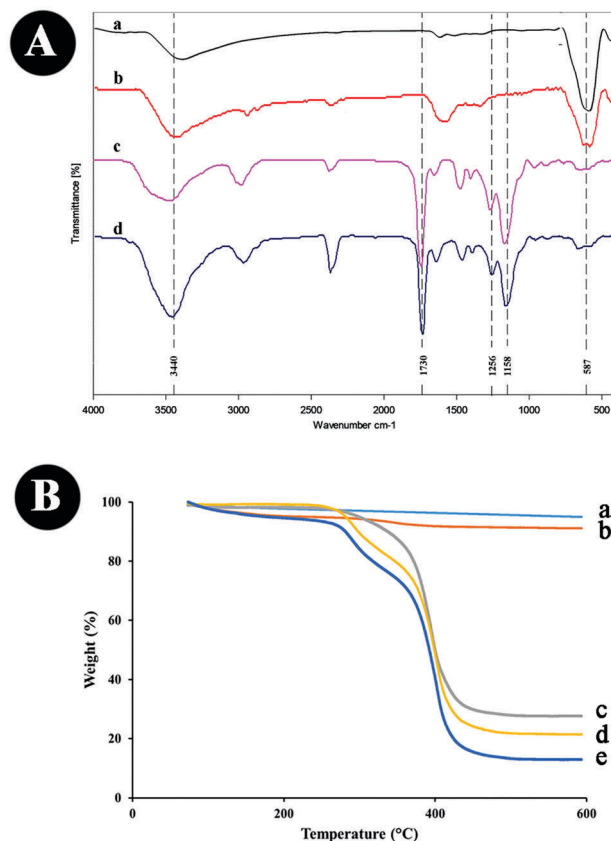 A
a
b
c
d
Transmittance [%]
3440
1730
1256
1158
587
4000 3500 3000 2500 2000 1500 1000 500
Wavenumber cm-1
B
100
80
60
40
20
0
Weight (%)
a
b
c
d
e
0 200 400 600
Temperature (°C)